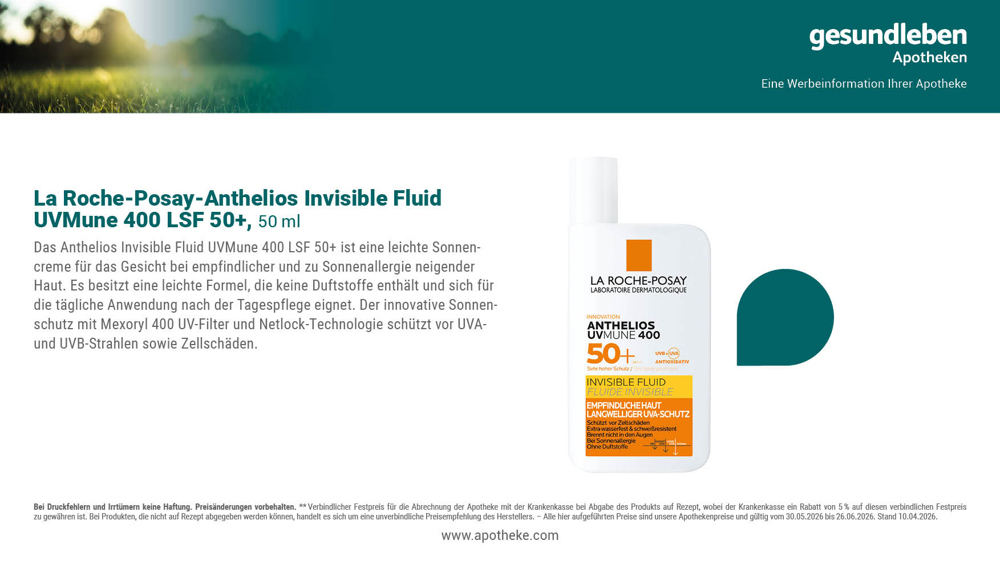 gesundleben
Apotheken
Eine Werbeinformation Ihrer Apotheke
La Roche-Posay-Anthelios Invisible Fluid
UVMune 400 LSF 50+, 50 ml
Das Anthelios Invisible Fluid UVMune 400 LSF 50+ ist eine leichte Sonnen-
creme für das Gesicht bei empfindlicher und zu Sonnenallergie neigender
Haut. Es besitzt eine leichte Formel, die keine Duftstoffe enthält und sich für
die tägliche Anwendung nach der Tagespflege eignet. Der innovative Sonnen-
schutz mit Mexoryl 400 UV-Filter und Netlock-Technologie schützt vor UVA-
und UVB-Strahlen sowie Zellschäden.
LA ROCHE-POSAY
LABORATOIRE DERMATOLOGIQUE
INNOVATION
ANTHELIOS
UVMUNE 400
50+
UVB+UVA
ANTIOXIDATIV
Sehr hoher Schutz /
INVISIBLE FLUID
FLUIDE INVISIBLE
EMPFINDLICHE HAUT
LANGWELLIGER UVA-SCHUTZ
Schützt vor Zellschäden
Extra wasserfest & schweißresistent
Brennt nicht in den Augen
Bei Sonnenallergie
Ohne Duftstoffe
SHORT UVA
LONG UVA
Bei Druckfehlern und Irrtümern keine Haftung. Preisänderungen vorbehalten. ** Verbindlicher Festpreis für die Abrechnung der Apotheke mit der Krankenkasse bei Abgabe des Produkts auf Rezept, wobei der Krankenkasse ein Rabatt von 5 % auf diesen verbindlichen Festpreis
zu gewähren ist. Bei Produkten, die nicht auf Rezept abgegeben werden können, handelt es sich um eine unverbindliche Preisempfehlung des Herstellers. – Alle hier aufgeführten Preise sind unsere Apothekenpreise und gültig vom 30.05.2026 bis 26.06.2026. Stand 10.04.2026.
www.apotheke.com